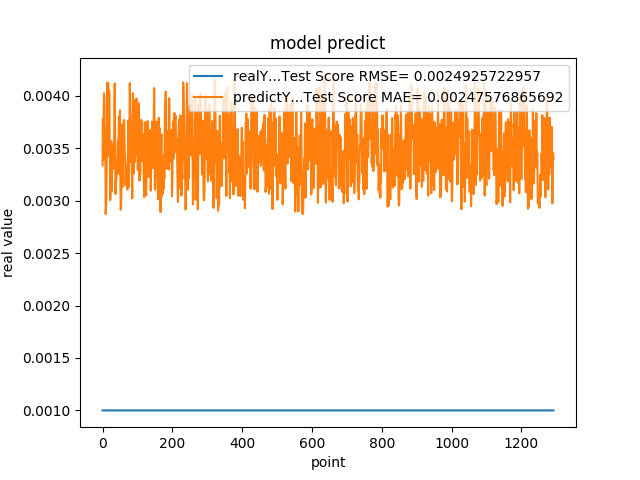 model predict
realY...Test Score RMSE= 0.0024925722957
predictY...Test Score MAE= 0.00247576865692
0.0040
0.0035
0.0030
0.0025
0.0020
0.0015
0.0010
real value
0 200 400 600 800 1000 1200
point